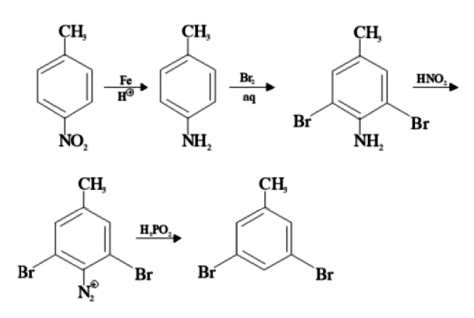 CH₃ CH₃ CH₃
Fe Br₂ HNO₂
H⊕ aq
Br Br
NO₂ NH₂ NH₂
CH₃ CH₃
H₃PO₂
Br Br Br Br
N₂⊕